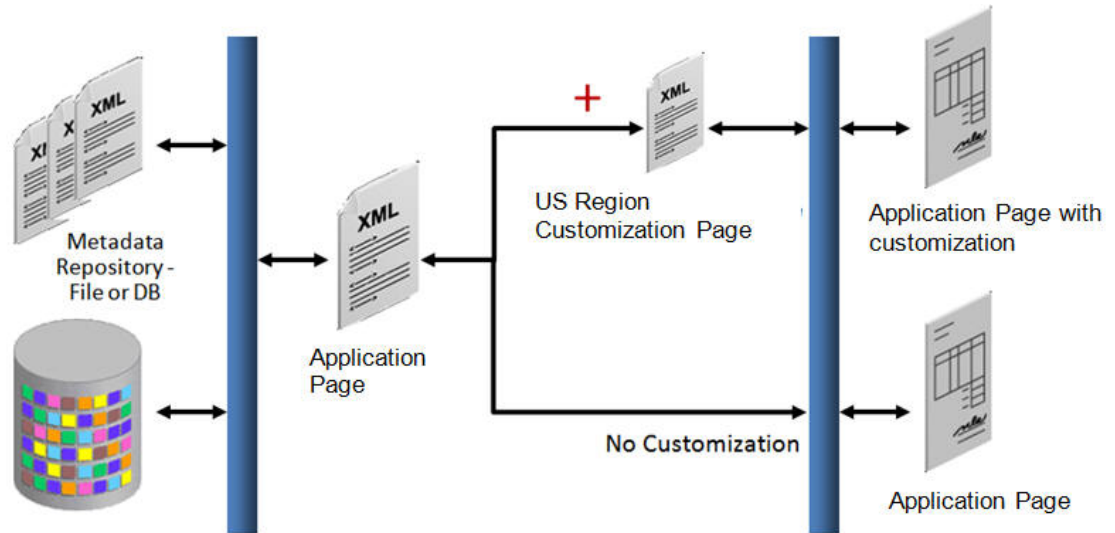 XML
X
XI
Metadata
Repository -
File or DB
XML
Application
Page
+
XML
US Region
Customization Page
No Customization
Application Page with
customization
Application Page